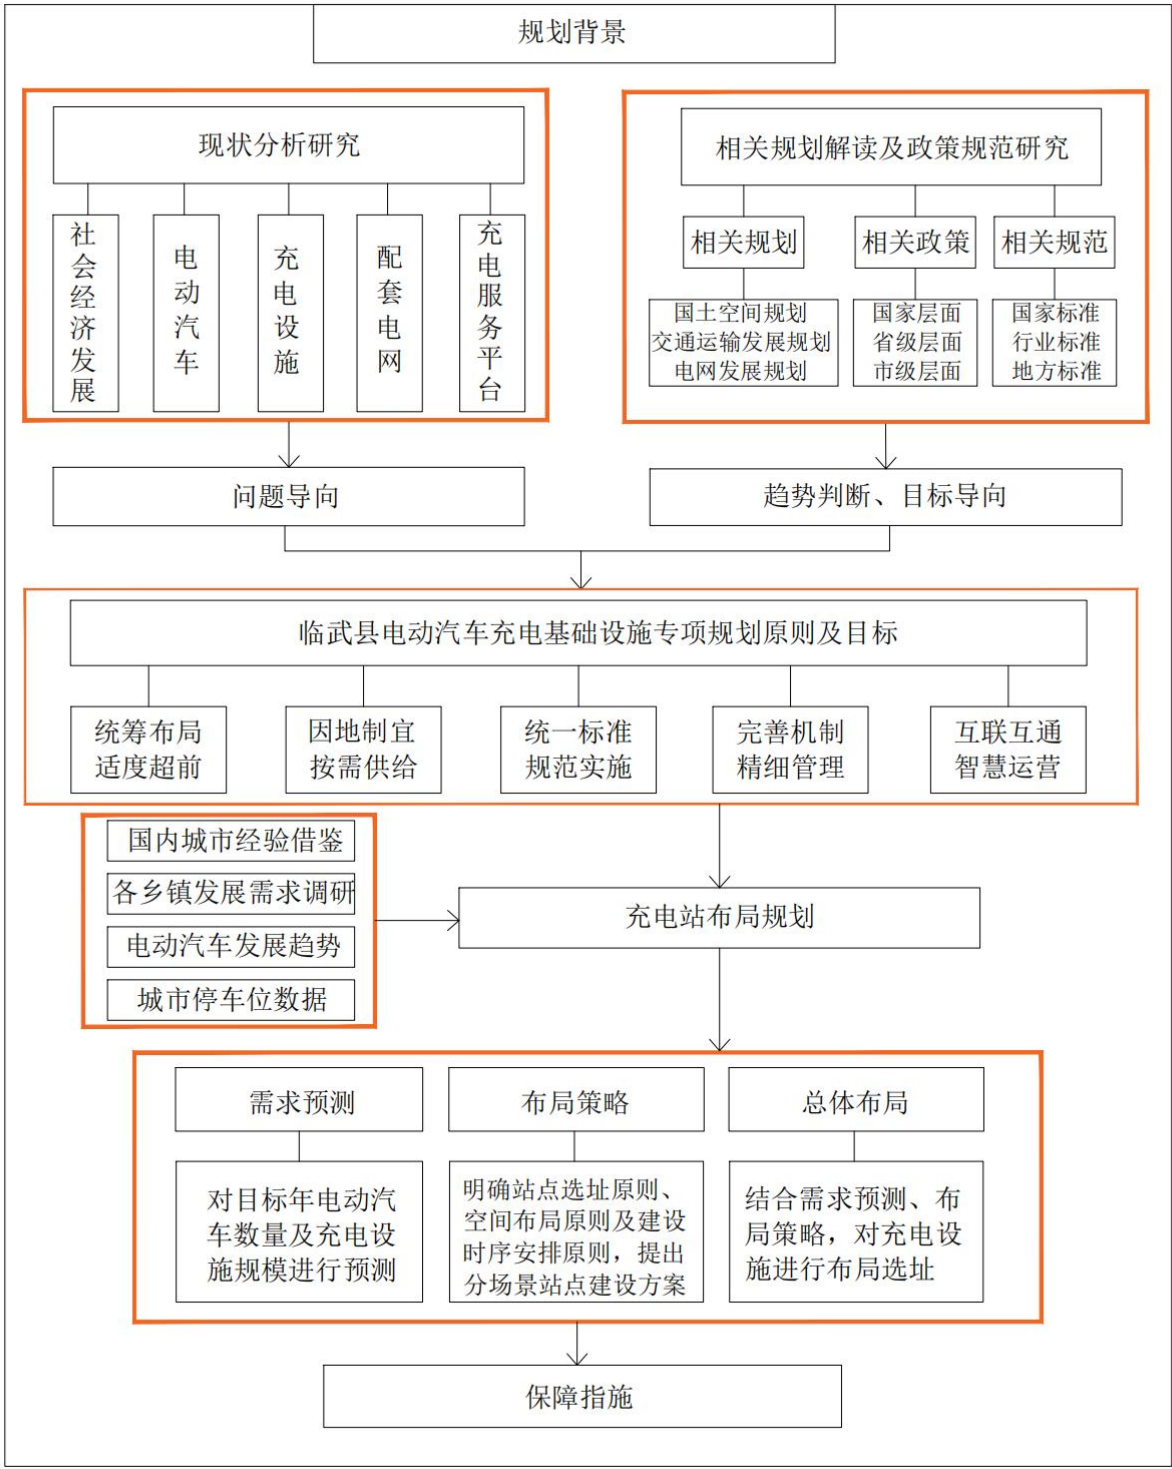 规划背景
现状分析研究
社会经济发展
电动汽车
充电设施
配套电网
充电服务平台
相关规划解读及政策规范研究
相关规划
相关政策
相关规范
国土空间规划
交通运输发展规划
电网发展规划
国家层面
省级层面
市级层面
国家标准
行业标准
地方标准
问题导向
趋势判断、目标导向
临武县电动汽车充电基础设施专项规划原则及目标
统筹布局
适度超前
因地制宜
按需供给
统一标准
规范实施
完善机制
精细管理
互联互通
智慧运营
国内城市经验借鉴
各乡镇发展需求调研
电动汽车发展趋势
城市停车位数据
充电站布局规划
需求预测
对目标年电动汽
车数量及充电设
施规模进行预测
布局策略
明确站点选址原则、
空间布局原则及建设
时序安排原则，提出
分场景站点建设方案
总体布局
结合需求预测、布
局策略，对充电设
施进行布局选址
保障指施